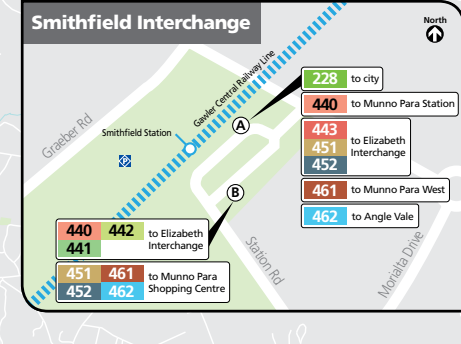 Smithfield Interchange
North
Gawler Central Railway Line
Graeber Rd
Smithfield Station
A
228 to city
440 to Munno Para Station
443
451
452
to Elizabeth
Interchange
461 to Munno Para West
462 to Angle Vale
B
440 442
441
to Elizabeth
Interchange
451 461
452 462
to Munno Para
Shopping Centre
Station Rd
Morialta Drive